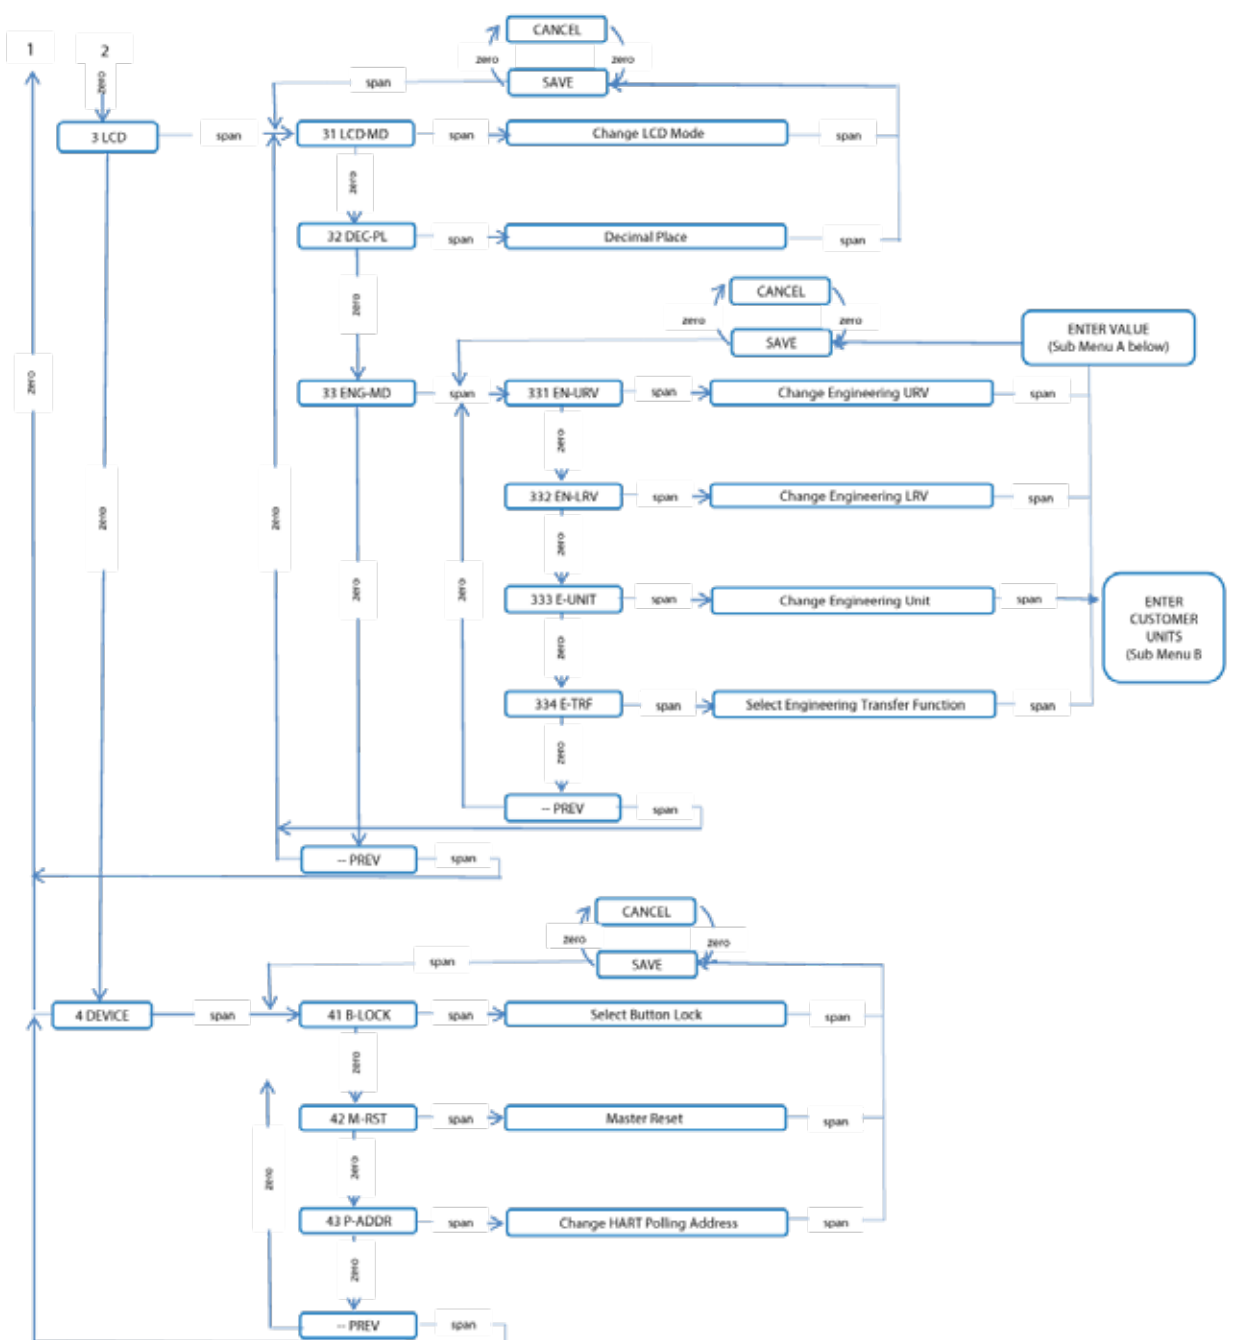 CANCEL
1
2
zero
zero
zero
span
SAVE
3 LCD
span
31 LCD-MD
span
Change LCD Mode
span
zero
32 DEC-PL
span
Decimal Place
span
zero
CANCEL
zero
zero
ENTER VALUE
(Sub Menu A below)
SAVE
zero
33 ENG-MD
span
331 EN-URV
span
Change Engineering URV
span
zero
332 EN-LRV
span
Change Engineering LRV
span
zero
zero
zero
zero
zero
333 E-UNIT
span
Change Engineering Unit
span
ENTER
CUSTOMER
UNITS
(Sub Menu B
zero
334 E-TRF
span
Select Engineering Transfer Function
span
zero
-- PREV
span
-- PREV
span
CANCEL
zero
zero
span
SAVE
4 DEVICE
span
41 B-LOCK
span
Select Button Lock
span
zero
42 M-RST
span
Master Reset
span
zero
zero
43 P-ADDR
span
Change HART Polling Address
span
zero
-- PREV
span